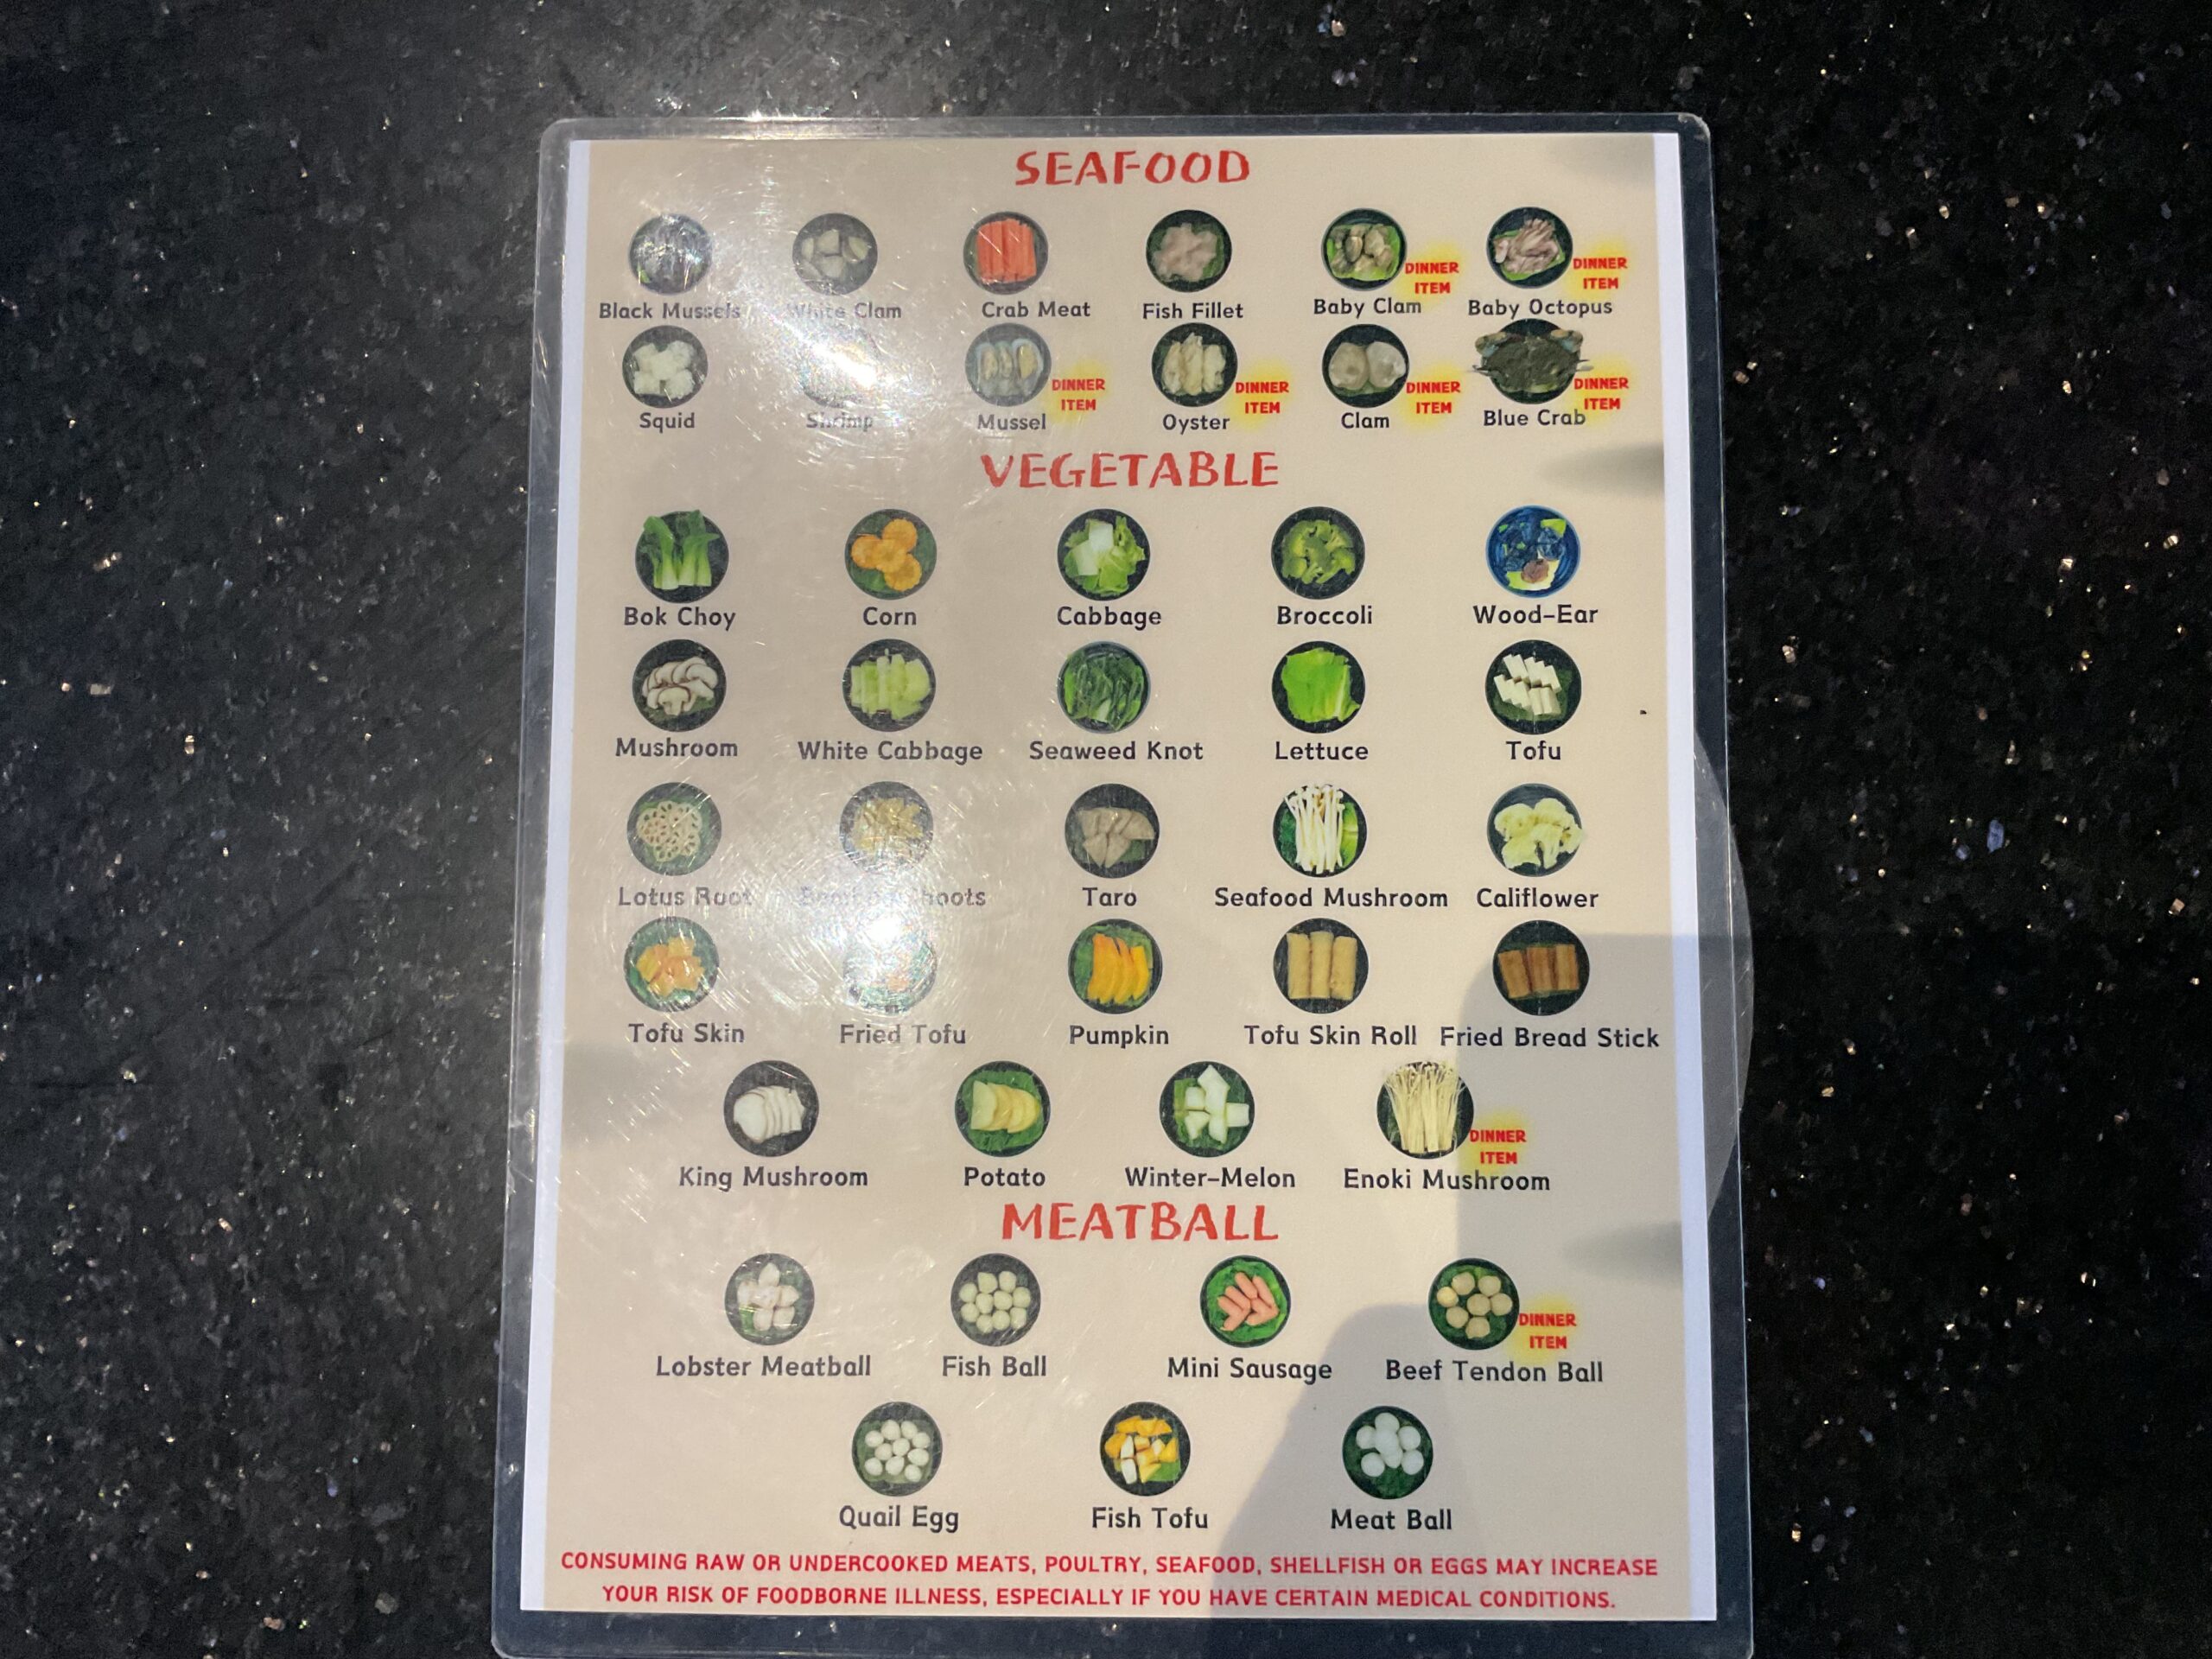 SEAFOOD
DINNER
ITEM
DINNER
ITEM
Black Mussels White Clam Crab Meat Fish Fillet Baby Clam Baby Octopus
DINNER
ITEM
DINNER
ITEM
DINNER
ITEM
DINNER
ITEM
Squid Shrimp Mussel Oyster Clam Blue Crab
VEGETABLE
Bok Choy Corn Cabbage Broccoli Wood-Ear
Mushroom White Cabbage Seaweed Knot Lettuce Tofu
Lotus Root Bamboo Shoots Taro Seafood Mushroom Califlower
Tofu Skin Fried Tofu Pumpkin Tofu Skin Roll Fried Bread Stick
DINNER
ITEM
King Mushroom Potato Winter-Melon Enoki Mushroom
MEATBALL
DINNER
ITEM
Lobster Meatball Fish Ball Mini Sausage Beef Tendon Ball
Quail Egg Fish Tofu Meat Ball
CONSUMING RAW OR UNDERCOOKED MEATS, POULTRY, SEAFOOD, SHELLFISH OR EGGS MAY INCREASE
YOUR RISK OF FOODBORNE ILLNESS, ESPECIALLY IF YOU HAVE CERTAIN MEDICAL CONDITIONS.